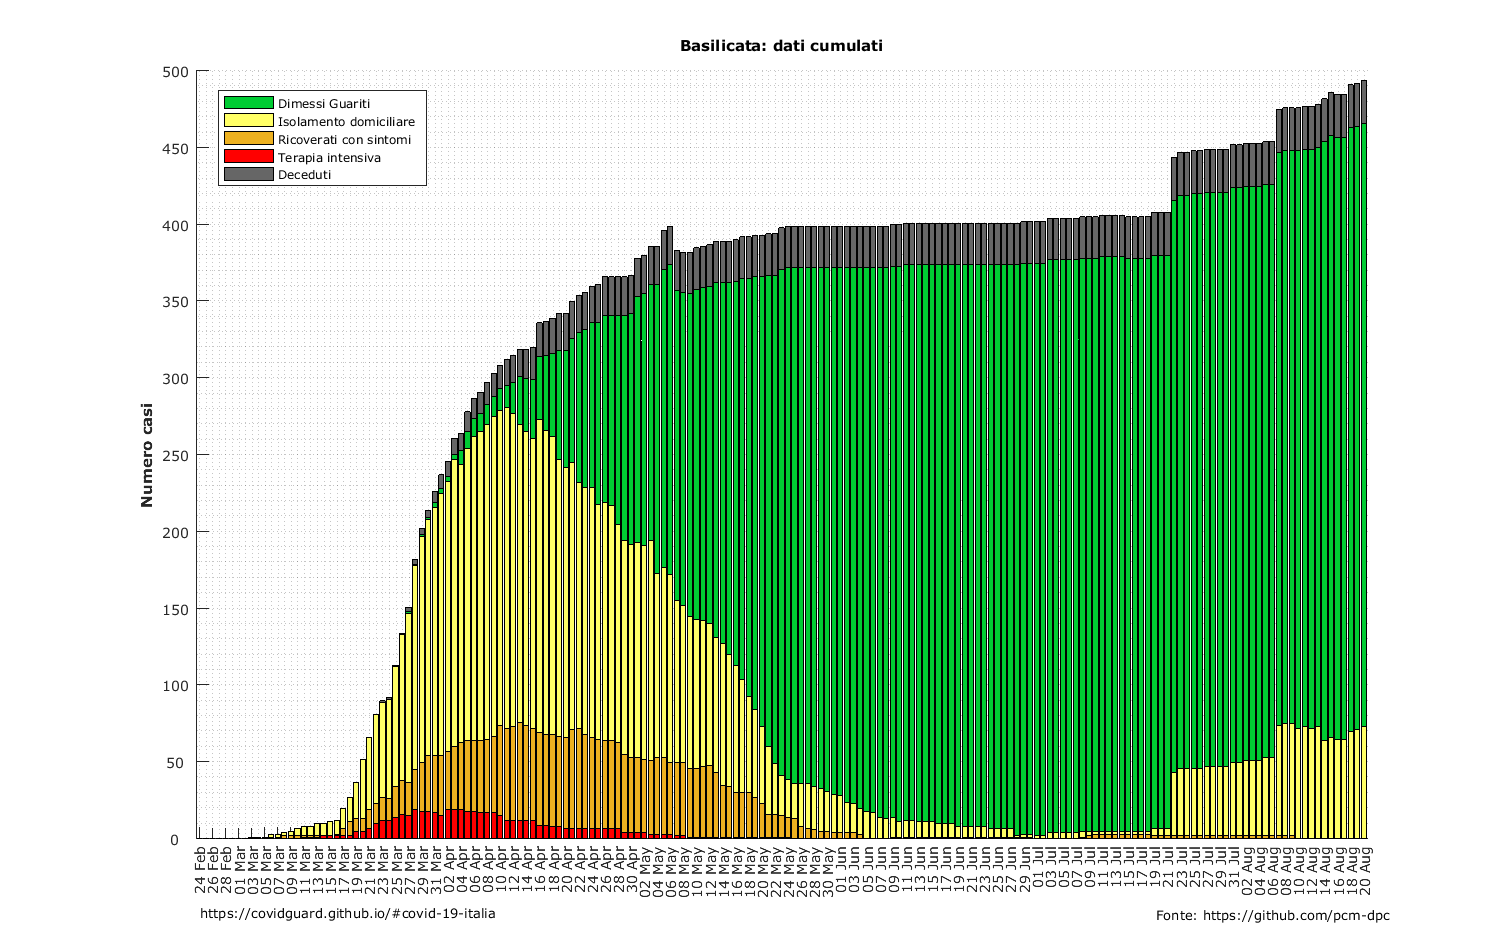 Basilicata: dati cumulati
500
450
400
350
300
250
200
150
100
50
0
Numero casi
Dimessi Guariti
Isolamento domiciliare
Ricoverati con sintomi
Terapia intensiva
Deceduti
24 Feb
26 Feb
28 Feb
01 Mar
03 Mar
05 Mar
07 Mar
09 Mar
11 Mar
13 Mar
15 Mar
17 Mar
19 Mar
21 Mar
23 Mar
25 Mar
27 Mar
29 Mar
31 Mar
02 Apr
04 Apr
06 Apr
08 Apr
10 Apr
12 Apr
14 Apr
16 Apr
18 Apr
20 Apr
22 Apr
24 Apr
26 Apr
28 Apr
30 Apr
02 May
04 May
06 May
08 May
10 May
12 May
14 May
16 May
18 May
20 May
22 May
24 May
26 May
28 May
30 May
01 Jun
03 Jun
05 Jun
07 Jun
09 Jun
11 Jun
13 Jun
15 Jun
17 Jun
19 Jun
21 Jun
23 Jun
25 Jun
27 Jun
29 Jun
01 Jul
03 Jul
05 Jul
07 Jul
09 Jul
11 Jul
13 Jul
15 Jul
17 Jul
19 Jul
21 Jul
23 Jul
25 Jul
27 Jul
29 Jul
31 Jul
02 Aug
04 Aug
06 Aug
08 Aug
10 Aug
12 Aug
14 Aug
16 Aug
18 Aug
20 Aug
https://covidguard.github.io/#covid-19-italia
Fonte: https://github.com/pcm-dpc